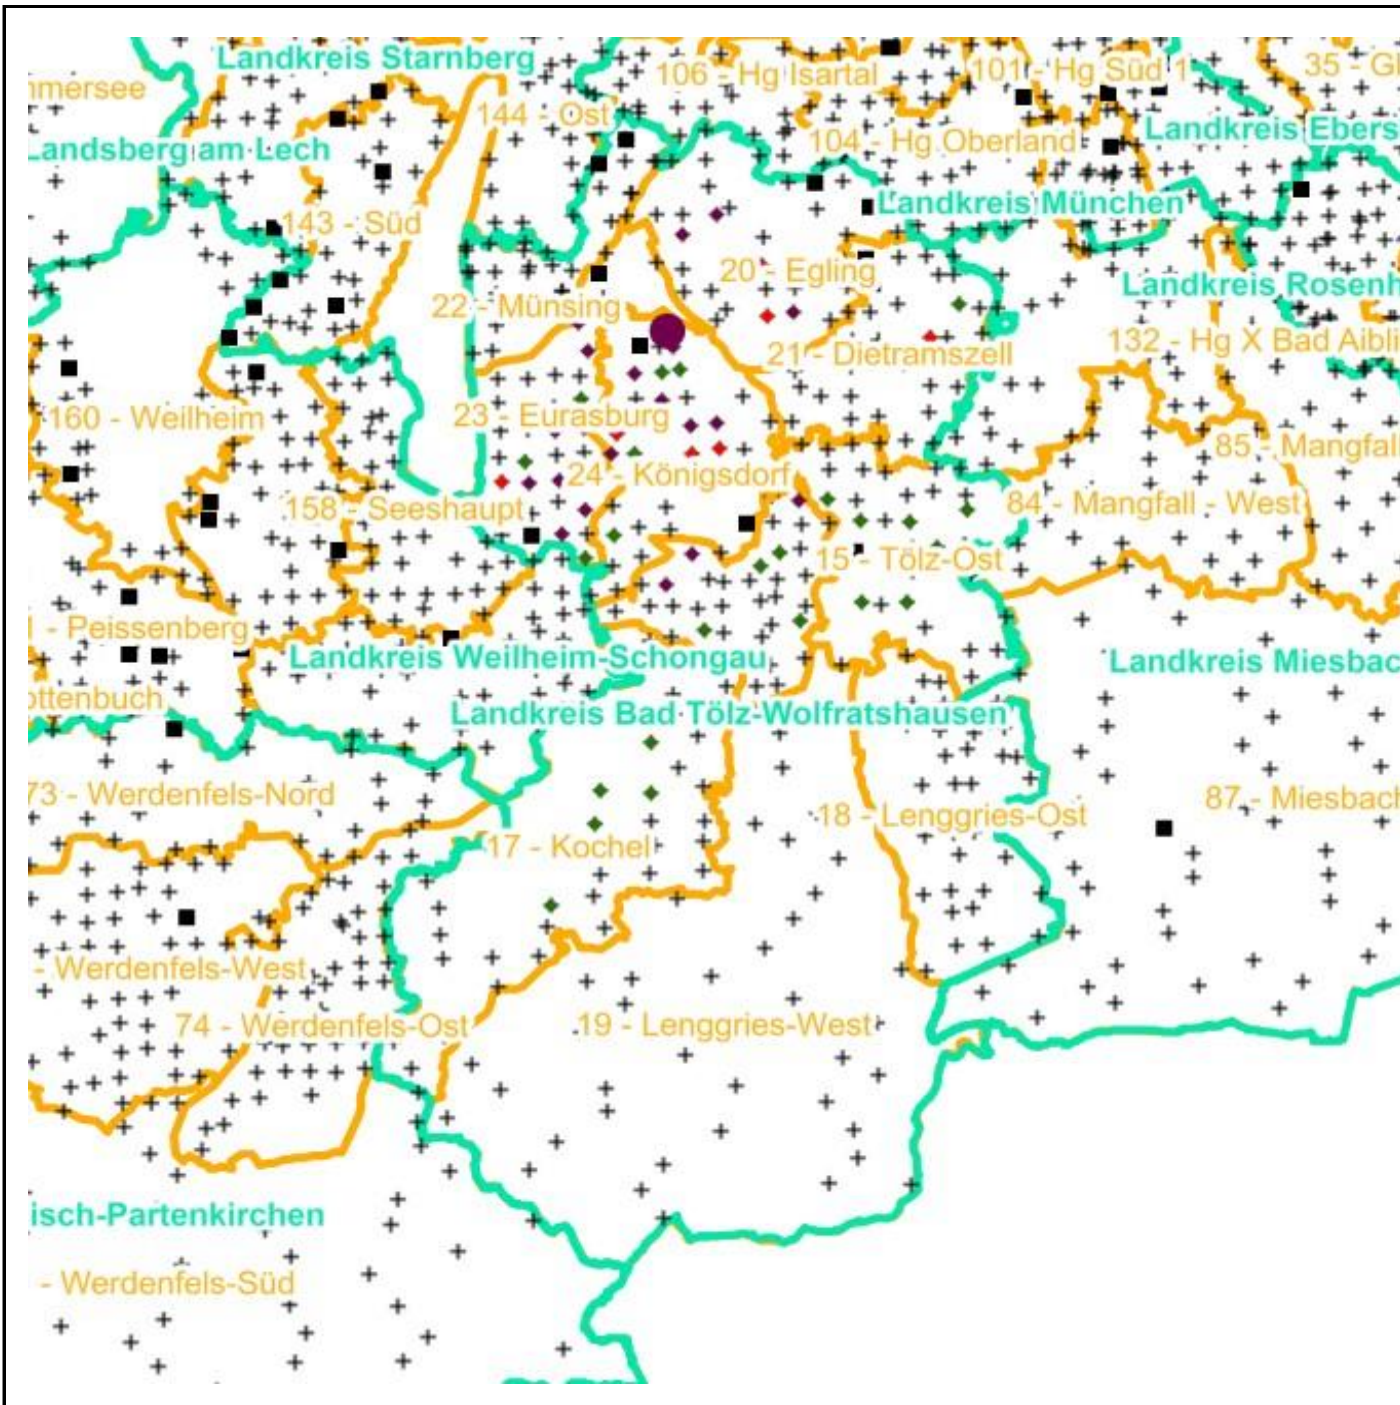 Landkreis Starnberg
106 - Hg Isartal
101 - Hg Süd 1
35 - Gl
mmersee
144 - Ost
104 - Hg Oberland
Landkreis Ebers
Landsberg am Lech
Landkreis München
143 - Süd
20 - Egling
Landkreis Rosenh
22 - Münsing
132 - Hg X Bad Aibli
21 - Dietramszell
160 - Weilheim
23 - Eurasburg
85 - Mangfal
24 - Königsdorf
158 - Seeshaupt
84 - Mangfall - West
15 - Tölz-Ost
1 - Peissenberg
Landkreis Weilheim-Schongau
Landkreis Miesbac
ottenbuch
Landkreis Bad Tölz-Wolfratshausen
73 - Werdenfels-Nord
87 - Miesbach
18 - Lenggries-Ost
17 - Kochel
- Werdenfels-West
74 - Werdenfels-Ost
19 - Lenggries-West
isch-Partenkirchen
- Werdenfels-Süd